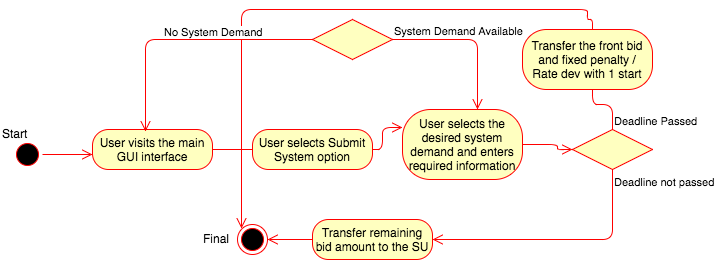 No System Demand
System Demand Available
Transfer the front bid
and fixed penalty /
Rate dev with 1 start
Start
User visits the main
GUI interface
User selects Submit
System option
User selects the
desired system
demand and enters
required information
Deadline Passed
Deadline not passed
Final
Transfer remaining
bid amount to the SU